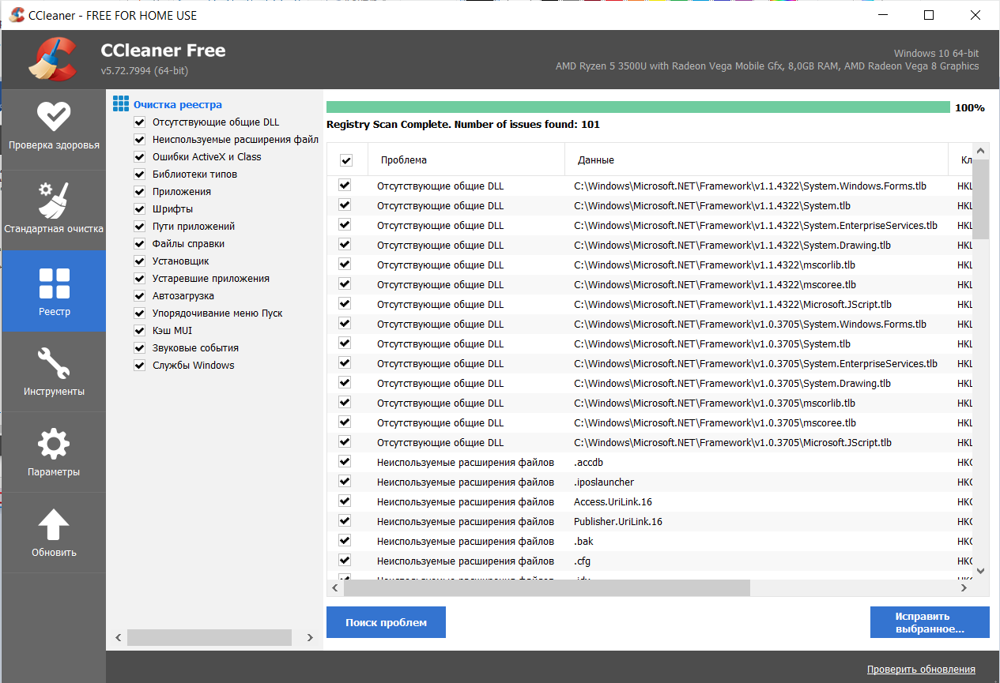 CCleaner - FREE FOR HOME USE
CCleaner Free
v5.72.7994 (64-bit)
Windows 10 64-bit
AMD Ryzen 5 3500U with Radeon Vega Mobile Gfx, 8,0GB RAM, AMD Radeon Vega 8 Graphics
Проверка здоровья
Стандартная очистка
Реестр
Инструменты
Параметры
Обновить
Очистка реестра
Отсутствующие общие DLL
Неиспользуемые расширения файл
Ошибки ActiveX и Class
Библиотеки типов
Приложения
Шрифты
Пути приложений
Файлы справки
Установщик
Устаревшие приложения
Автозагрузка
Упорядочивание меню Пуск
Кэш MUI
Звуковые события
Службы Windows
100%
Registry Scan Complete. Number of issues found: 101
Проблема Данные Кл
Отсутствующие общие DLL C:\Windows\Microsoft.NET\Framework\v1.1.4322\System.Windows.Forms.tlb HKL
Отсутствующие общие DLL C:\Windows\Microsoft.NET\Framework\v1.1.4322\System.tlb HKL
Отсутствующие общие DLL C:\Windows\Microsoft.NET\Framework\v1.1.4322\System.EnterpriseServices.tlb HKL
Отсутствующие общие DLL C:\Windows\Microsoft.NET\Framework\v1.1.4322\System.Drawing.tlb HKL
Отсутствующие общие DLL C:\Windows\Microsoft.NET\Framework\v1.1.4322\mscorlib.tlb HKL
Отсутствующие общие DLL C:\Windows\Microsoft.NET\Framework\v1.1.4322\mscoree.tlb HKL
Отсутствующие общие DLL C:\Windows\Microsoft.NET\Framework\v1.1.4322\Microsoft.JScript.tlb HKL
Отсутствующие общие DLL C:\Windows\Microsoft.NET\Framework\v1.0.3705\System.Windows.Forms.tlb HKL
Отсутствующие общие DLL C:\Windows\Microsoft.NET\Framework\v1.0.3705\System.tlb HKL
Отсутствующие общие DLL C:\Windows\Microsoft.NET\Framework\v1.0.3705\System.EnterpriseServices.tlb HKL
Отсутствующие общие DLL C:\Windows\Microsoft.NET\Framework\v1.0.3705\System.Drawing.tlb HKL
Отсутствующие общие DLL C:\Windows\Microsoft.NET\Framework\v1.0.3705\mscorlib.tlb HKL
Отсутствующие общие DLL C:\Windows\Microsoft.NET\Framework\v1.0.3705\mscoree.tlb HKL
Отсутствующие общие DLL C:\Windows\Microsoft.NET\Framework\v1.0.3705\Microsoft.JScript.tlb HKL
Неиспользуемые расширения файлов .accdb HKC
Неиспользуемые расширения файлов .iposlauncher HKC
Неиспользуемые расширения файлов Access.UriLink.16 HKC
Неиспользуемые расширения файлов Publisher.UriLink.16 HKC
Неиспользуемые расширения файлов .bak HKC
Неиспользуемые расширения файлов .cfg HKC
Поиск проблем
Исправить
выбранное...
Проверить обновления